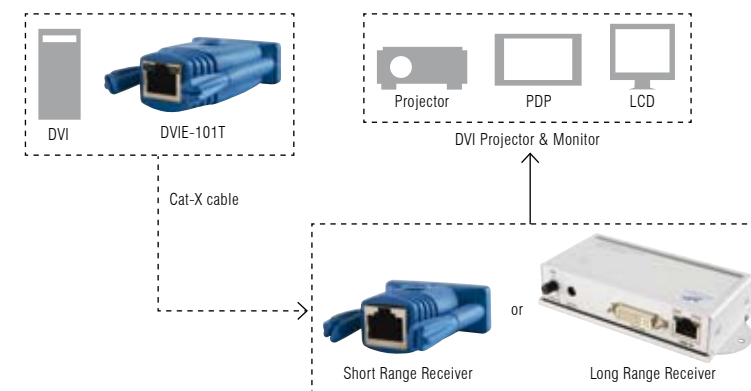 DVI
DVIE-101T
Projector
PDP
LCD
DVI Projector & Monitor
Cat-X cable
or
Short Range Receiver
Long Range Receiver